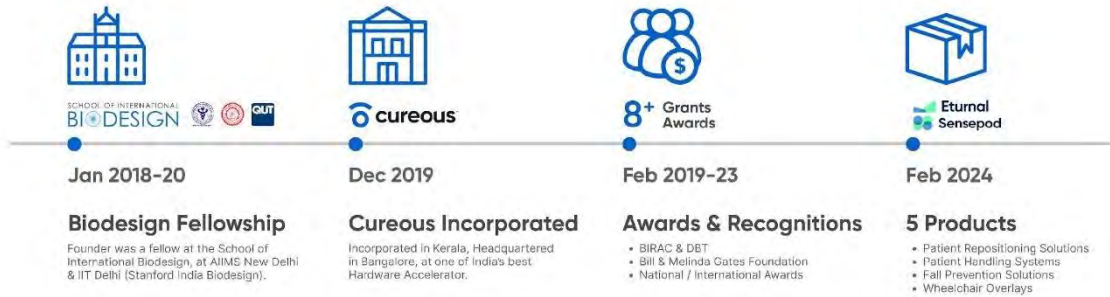 SCHOOL OF INTERNATIONAL
BIODESIGN
QUT
cureous
8+ Grants
Awards
$
Eturnal
Sensepod
Jan 2018-20
Dec 2019
Feb 2019-23
Feb 2024
Biodesign Fellowship
Founder was a fellow at the School of
International Biodesign, at AIIMS New Delhi
& IIT Delhi (Stanford India Biodesign).
Cureous Incorporated
Incorporated in Kerala, Headquartered
in Bangalore, at one of India's best
Hardware Accelerator.
Awards & Recognitions
• BIRAC & DBT
• Bill & Melinda Gates Foundation
• National / International Awards
5 Products
• Patient Repositioning Solutions
• Patient Handling Systems
• Fall Prevention Solutions
• Wheelchair Overlays